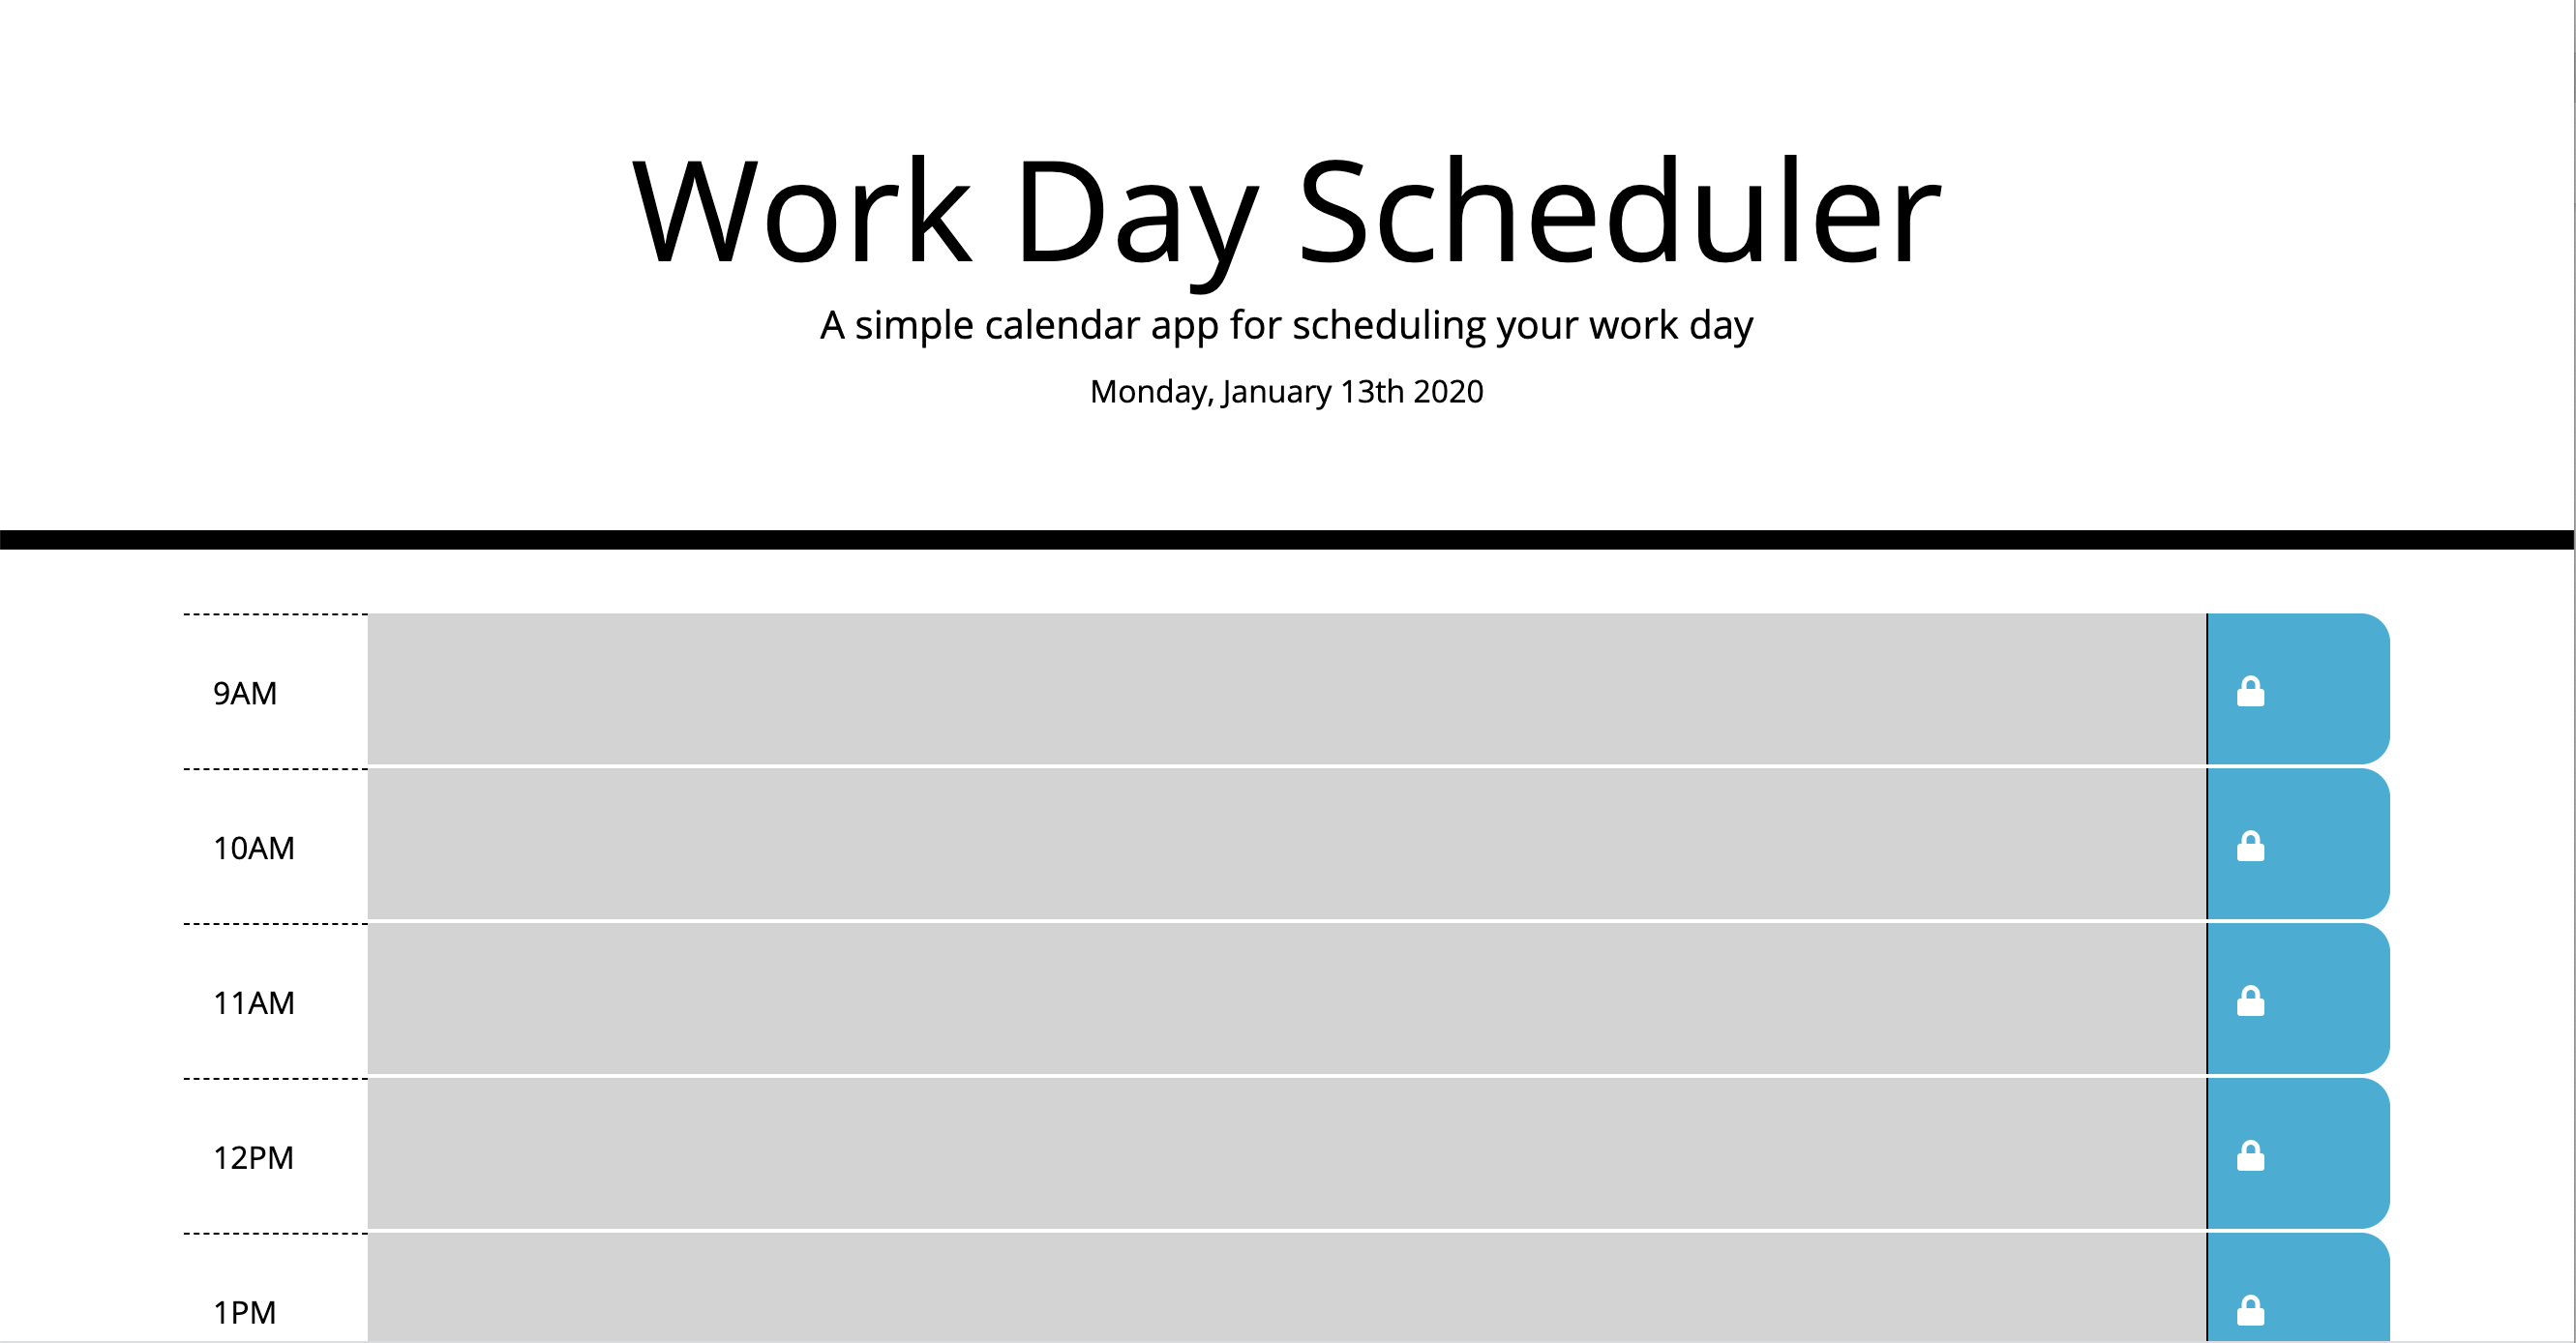 Work Day Scheduler
A simple calendar app for scheduling your work day
Monday, January 13th 2020
9AM
10AM
11AM
12PM
1PM